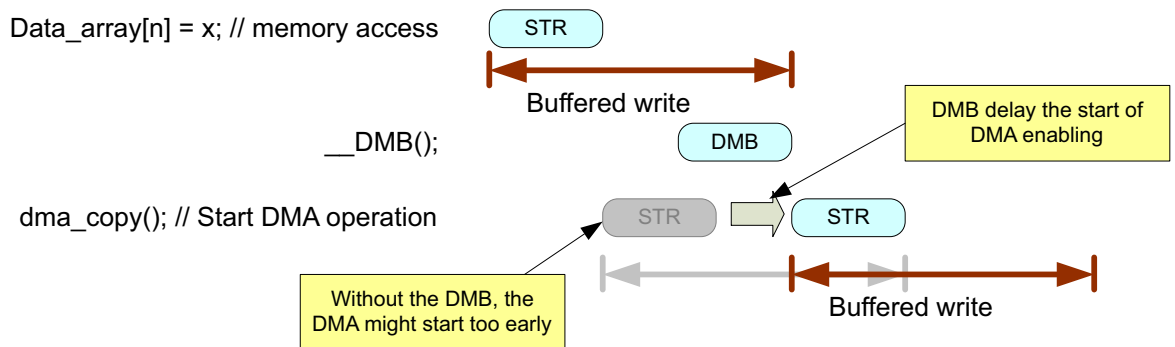 Data_array[n] = x; // memory access
STR
Buffered write
DMB delay the start of
DMA enabling
__DMB();
DMB
dma_copy(); // Start DMA operation
STR
STR
Without the DMB, the
DMA might start too early
Buffered write